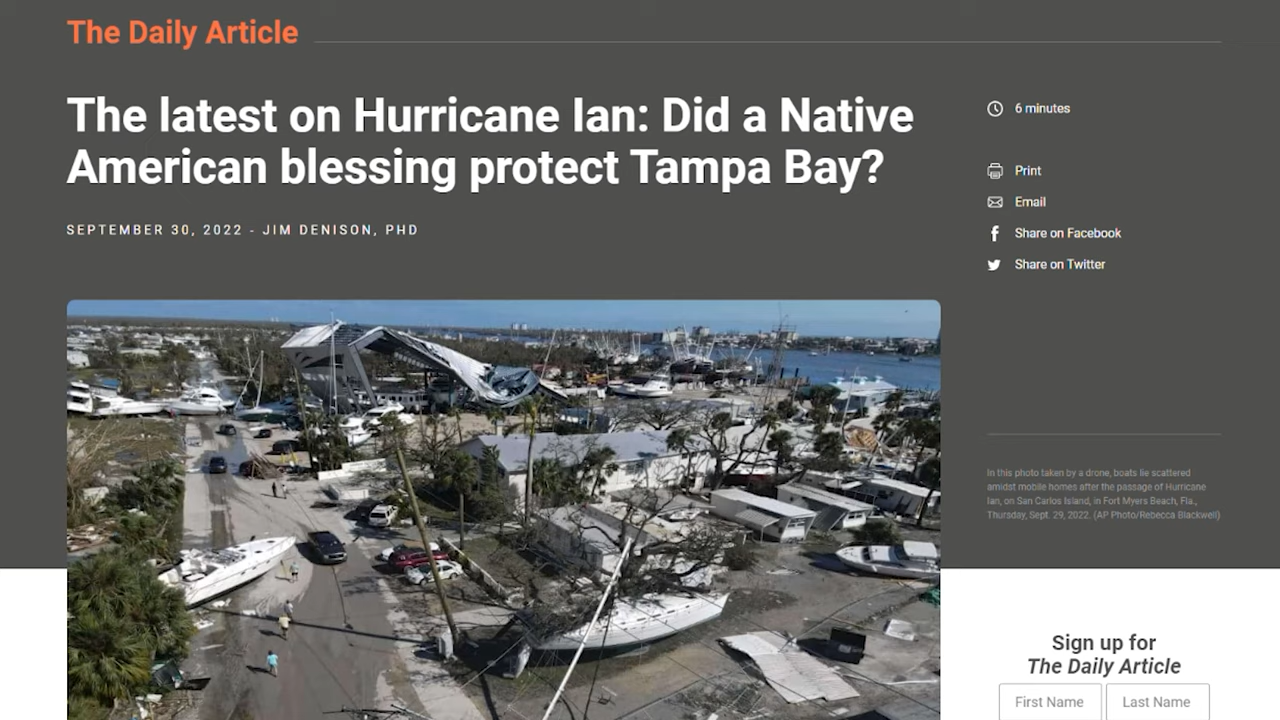 The Daily Article
The latest on Hurricane Ian: Did a Native
American blessing protect Tampa Bay?
SEPTEMBER 30, 2022 - JIM DENISON, PHD
6 minutes
Print
Email
Share on Facebook
Share on Twitter
In this photo taken by a drone, boats lie scattered
amidst mobile homes after the passage of Hurricane
Ian, on San Carlos Island, in Fort Myers Beach, Fla.,
Thursday, Sept. 29, 2022. (AP Photo/Rebecca Blackwell)
Sign up for
The Daily Article
First Name
Last Name